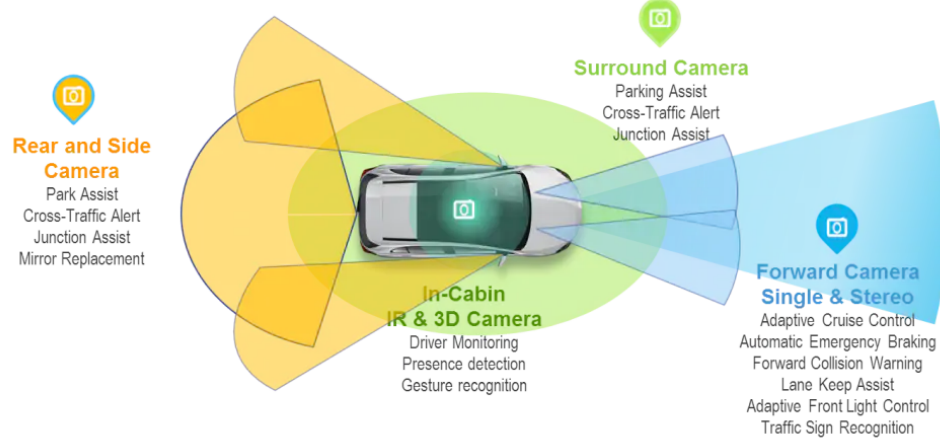 Surround Camera
Parking Assist
Cross-Traffic Alert
Junction Assist
Rear and Side
Camera
Park Assist
Cross-Traffic Alert
Junction Assist
Mirror Replacement
In-Cabin
IR & 3D Camera
Driver Monitoring
Presence detection
Gesture recognition
Forward Camera
Single & Stereo
Adaptive Cruise Control
Automatic Emergency Braking
Forward Collision Warning
Lane Keep Assist
Adaptive Front Light Control
Traffic Sign Recognition